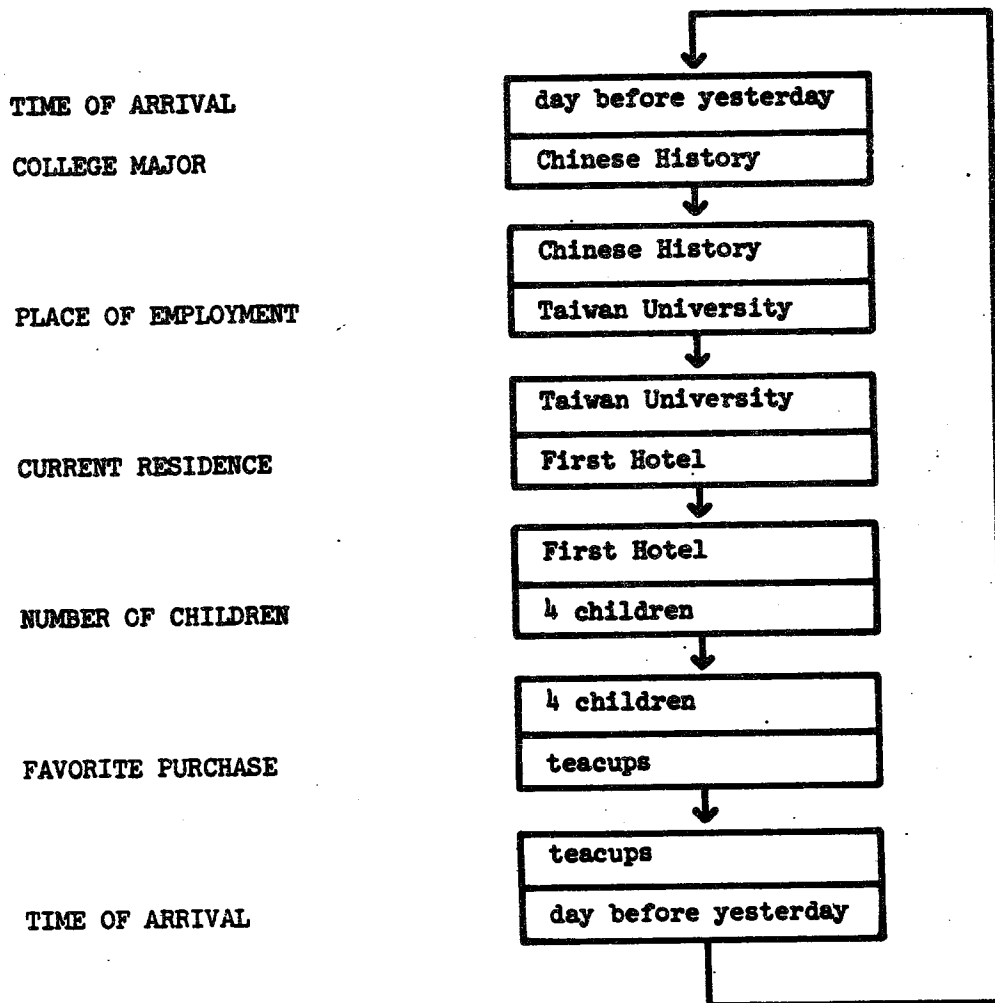 TIME OF ARRIVAL
day before yesterday
COLLEGE MAJOR
Chinese History
Chinese History
PLACE OF EMPLOYMENT
Taiwan University
Taiwan University
CURRENT RESIDENCE
First Hotel
First Hotel
NUMBER OF CHILDREN
4 children
4 children
FAVORITE PURCHASE
teacups
teacups
TIME OF ARRIVAL
day before yesterday